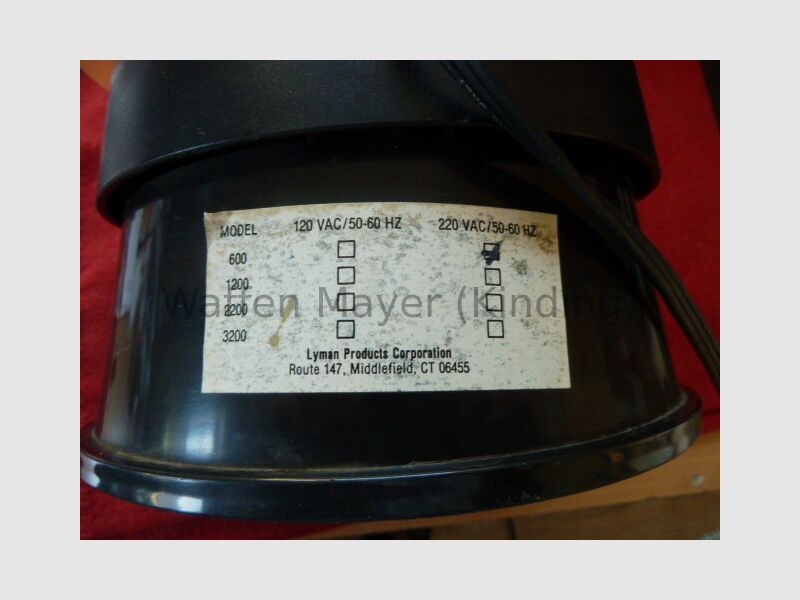 MODEL 120 VAC/50-60 HZ 220 VAC/50-60 HZ
600
1200
2200
3200
Lyman Products Corporation
Route 147, Middlefield, CT 06455
Waffen Mayer (Kinding)